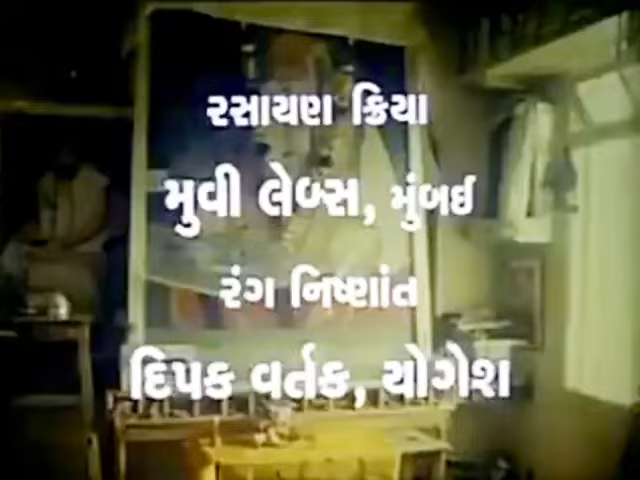 રસાયણ ક્રિયા
મુવી લેબ્સ, મુંબઈ
રંગ નિષ્ણાંત
દિપક વર્તક, યોગેશ